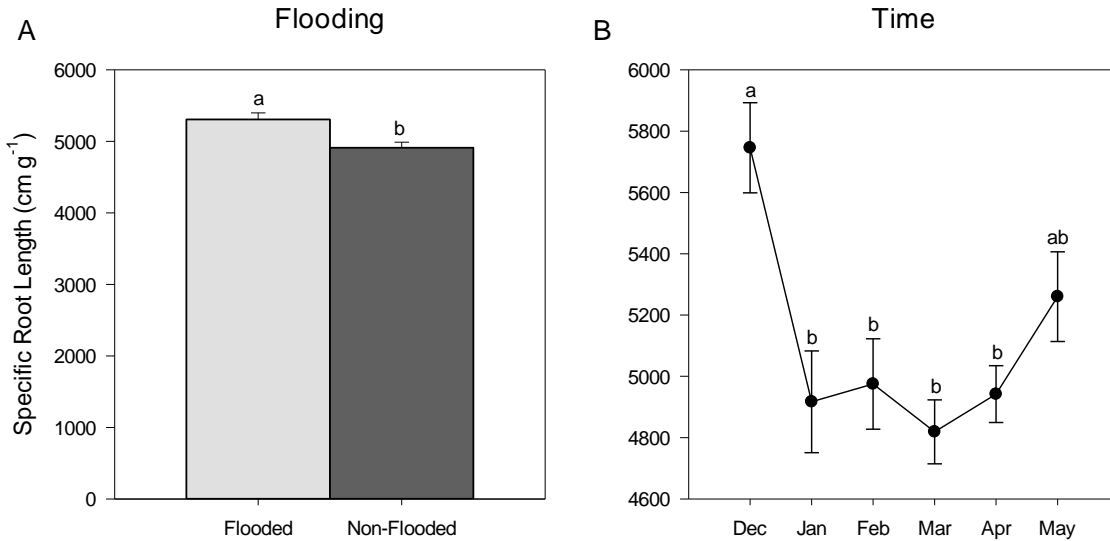 A
Flooding
Specific Root Length (cm g⁻¹)
6000
5000
4000
3000
2000
1000
0
a
b
Flooded
Non-Flooded
B
Time
6000
5800
5600
5400
5200
5000
4800
4600
a
b
b
b
b
ab
Dec
Jan
Feb
Mar
Apr
May